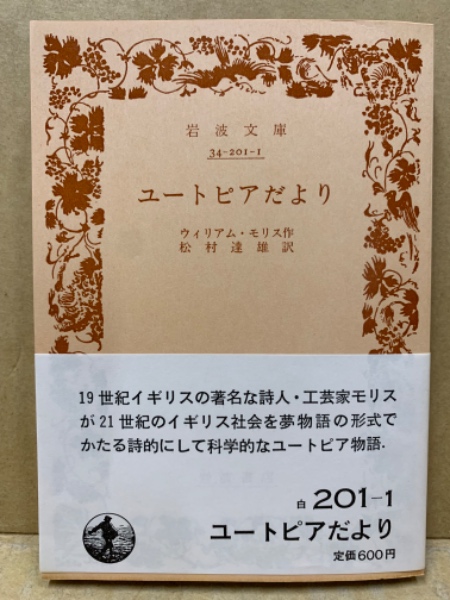 岩波文庫
34-201-1
ユートピアだより
ウィリアム・モリス作
松村達雄訳
19世紀イギリスの著名な詩人・工芸家モリス
が21世紀のイギリス社会を夢物語の形式で
かたる詩的にして科学的なユートピア物語.
白 201-1
ユートピアだより
定価600円